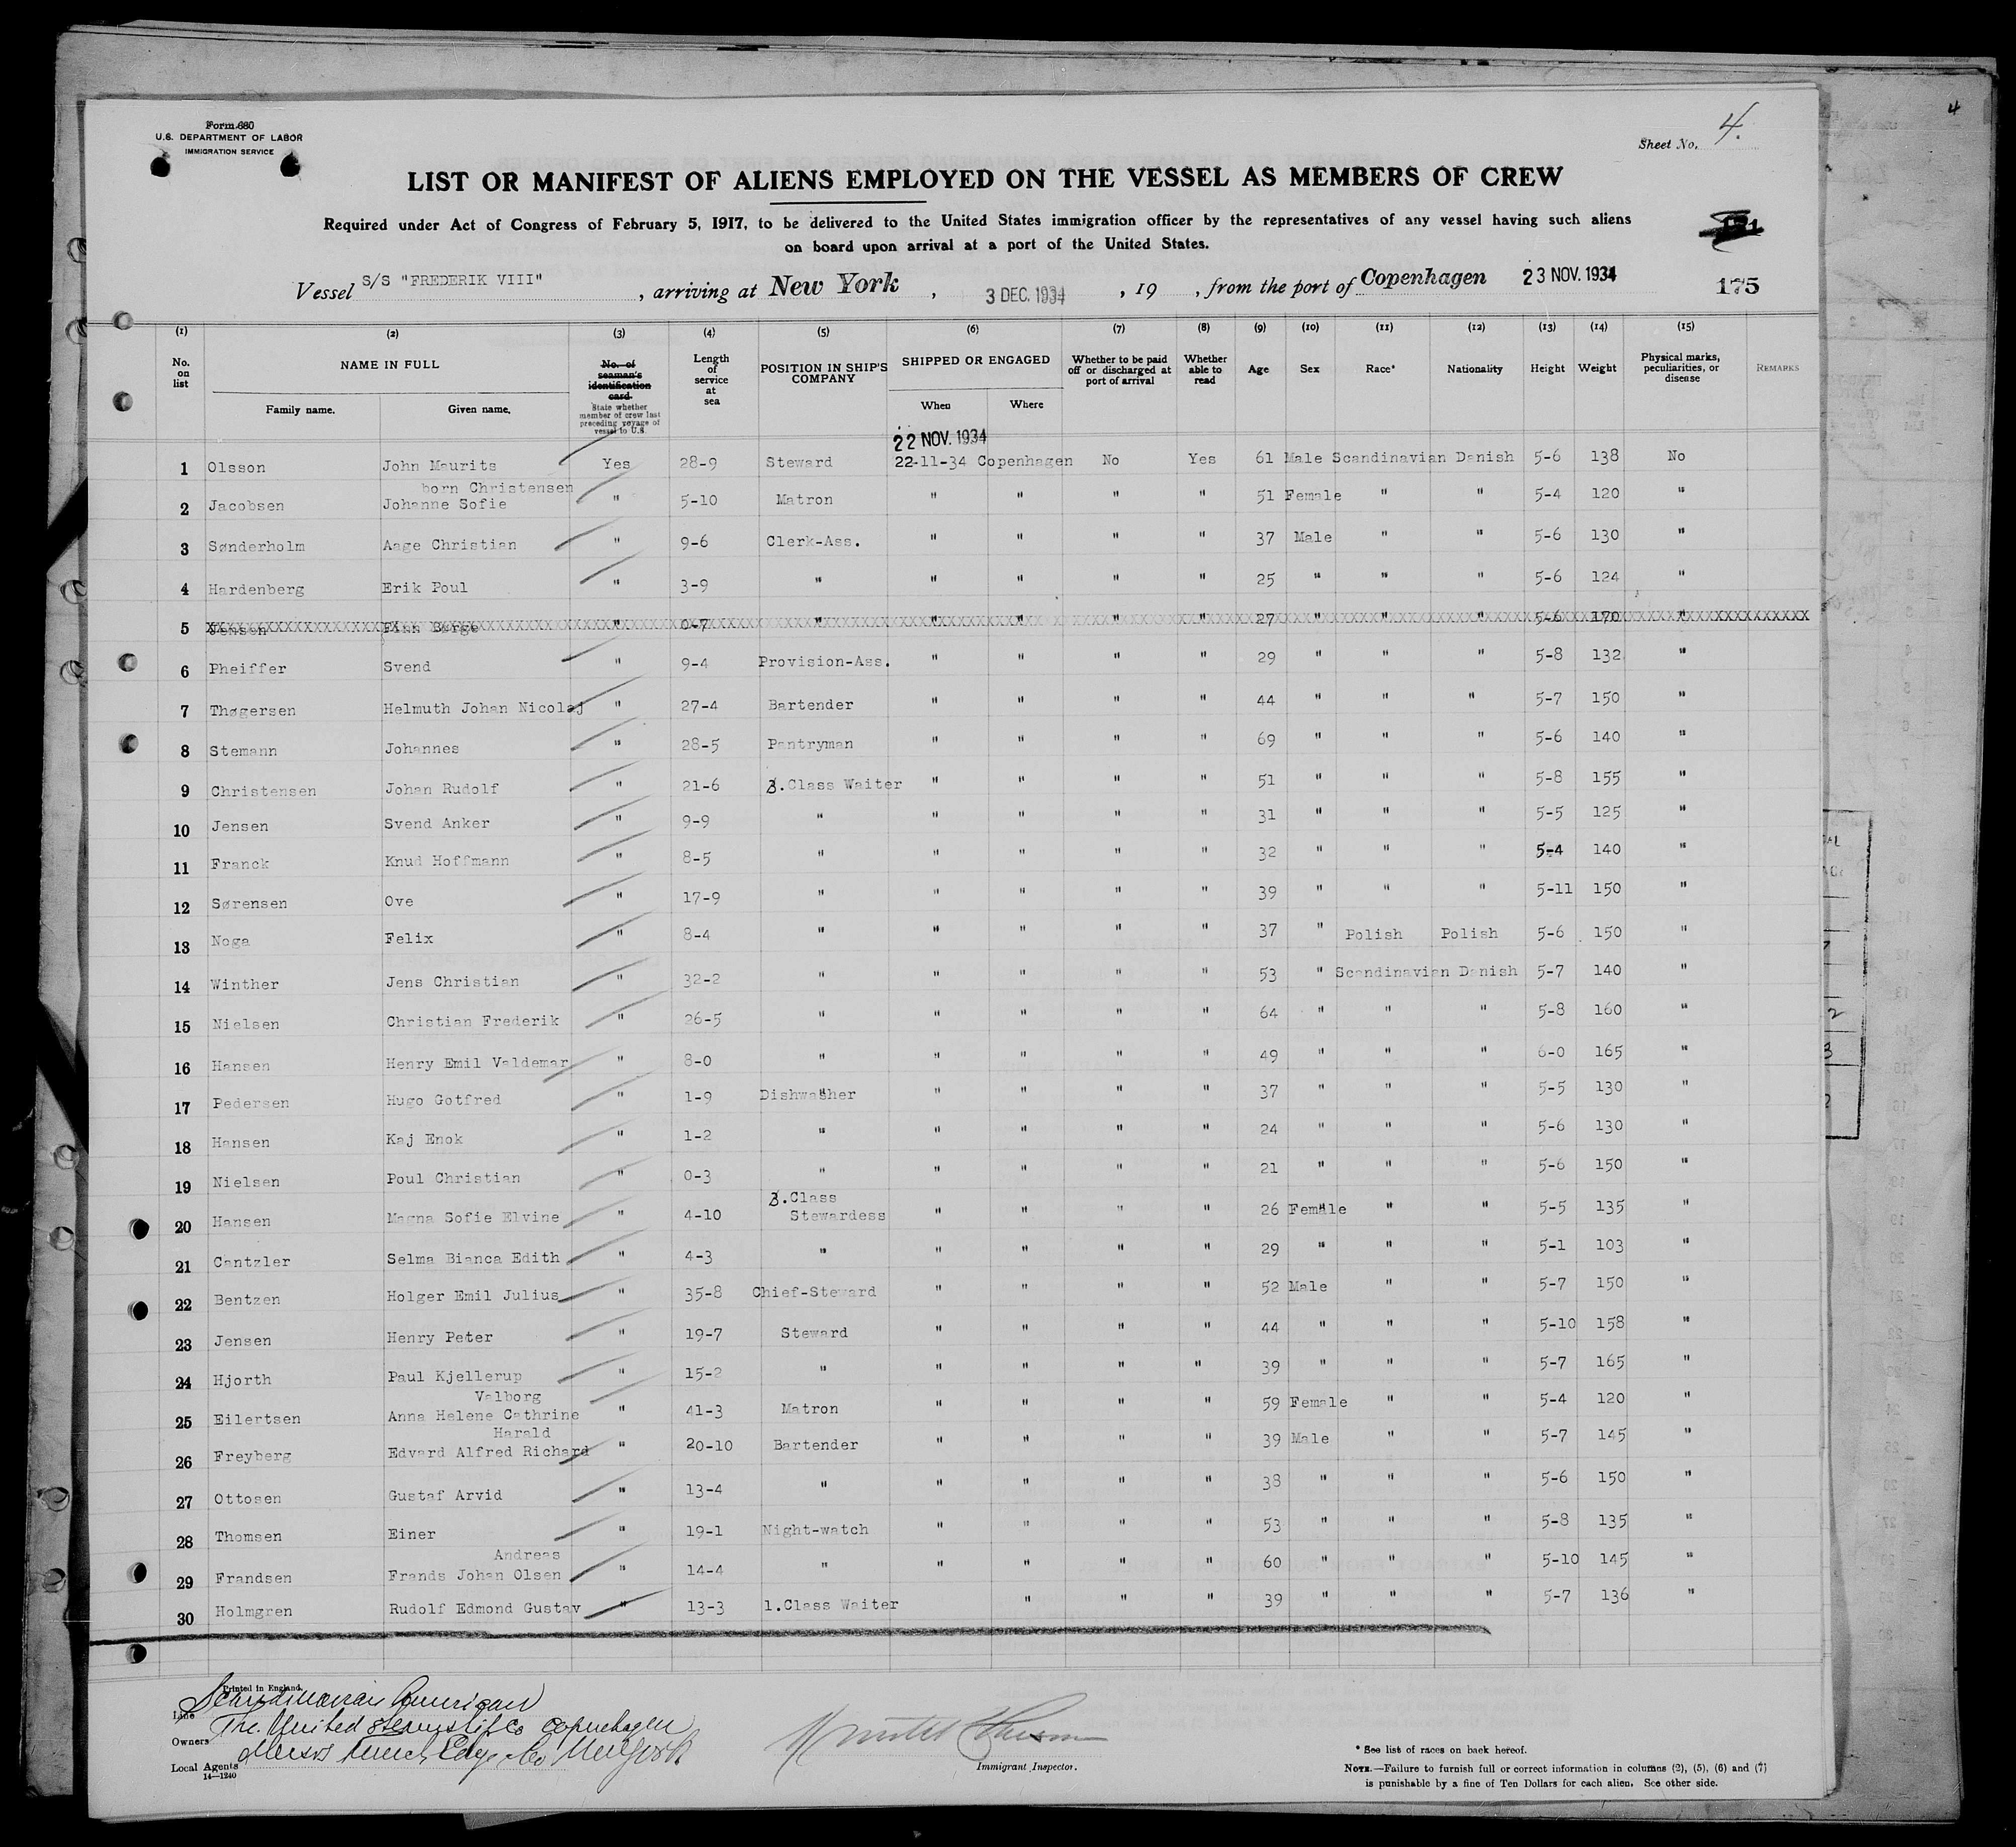 4
Form 680
U.S. DEPARTMENT OF LABOR
IMMIGRATION SERVICE
Sheet No. 4.
LIST OR MANIFEST OF ALIENS EMPLOYED ON THE VESSEL AS MEMBERS OF CREW
Required under Act of Congress of February 5, 1917, to be delivered to the United States immigration officer by the representatives of any vessel having such aliens
on board upon arrival at a port of the United States.
Vessel S/S "FREDERIK VIII", arriving at New York, 3 DEC. 1934, 19 , from the port of Copenhagen 23 NOV. 1934
175
(1) (2) (3) (4) (5) (6) (7) (8) (9) (10) (11) (12) (13) (14) (15)
No. on list
NAME IN FULL
Family name. Given name.
No. of seaman's identification card.
State whether member of crew last preceding voyage of vessel to U.S.
Length of service at sea
POSITION IN SHIP'S COMPANY
SHIPPED OR ENGAGED
When Where
Whether to be paid off or discharged at port of arrival
Whether able to read
Age
Sex
Race*
Nationality
Height
Weight
Physical marks, peculiarities, or disease
REMARKS
22 NOV. 1934
1 Olsson John Maurits Yes 28-9 Steward 22-11-34 Copenhagen No Yes 61 Male Scandinavian Danish 5-6 138 No
born Christensen
2 Jacobsen Johanne Sofie " 5-10 Matron " " " " 51 Female " " 5-4 120 "
3 Sønderholm Aage Christian " 9-6 Clerk-Ass. " " " " 37 Male " " 5-6 130 "
4 Hardenberg Erik Poul " 3-9 " " " " " 25 " " " 5-6 124 "
5 Jensen Finn Børge " 0-7 " " " " " 27 " " " 5-6 170 "
6 Pheiffer Svend " 9-4 Provision-Ass. " " " " 29 " " " 5-8 132 "
7 Thøgersen Helmuth Johan Nicolaj " 27-4 Bartender " " " " 44 " " " 5-7 150 "
8 Stemann Johannes " 28-5 Pantryman " " " " 69 " " " 5-6 140 "
9 Christensen Johan Rudolf " 21-6 3.Class Waiter " " " " 51 " " " 5-8 155 "
10 Jensen Svend Anker " 9-9 " " " " " 31 " " " 5-5 125 "
11 Franck Knud Hoffmann " 8-5 " " " " " 32 " " " 5-4 140 "
12 Sørensen Ove " 17-9 " " " " " 39 " " " 5-11 150 "
13 Noga Felix " 8-4 " " " " " 37 " Polish Polish 5-6 150 "
14 Winther Jens Christian " 32-2 " " " " " 53 " Scandinavian Danish 5-7 140 "
15 Nielsen Christian Frederik " 26-5 " " " " " 64 " " " 5-8 160 "
16 Hansen Henry Emil Valdemar " 8-0 " " " " " 49 " " " 6-0 165 "
17 Pedersen Hugo Gotfred " 1-9 Dishwasher " " " " 37 " " " 5-5 130 "
18 Hansen Kaj Enok " 1-2 " " " " " 24 " " " 5-6 130 "
19 Nielsen Poul Christian " 0-3 " " " " " 21 " " " 5-6 150 "
3.Class
20 Hansen Magna Sofie Elvine " 4-10 Stewardess " " " " 26 Female " " 5-5 135 "
21 Cantzler Selma Bianca Edith " 4-3 " " " " " 29 " " " 5-1 103 "
22 Bentzen Holger Emil Julius " 35-8 Chief-Steward " " " " 52 Male " " 5-7 150 "
23 Jensen Henry Peter " 19-7 Steward " " " " 44 " " " 5-10 158 "
24 Hjorth Paul Kjellerup " 15-2 " " " " " 39 " " " 5-7 165 "
Valborg
25 Eilertsen Anna Helene Cathrine " 41-3 Matron " " " " 59 Female " " 5-4 120 "
Harald
26 Freyberg Edvard Alfred Richard " 20-10 Bartender " " " " 39 Male " " 5-7 145 "
27 Ottosen Gustaf Arvid " 13-4 " " " " " 38 " " " 5-6 150 "
28 Thomsen Einer " 19-1 Night-watch " " " " 53 " " " 5-8 135 "
Andreas
29 Frandsen Frands Johan Olsen " 14-4 " " " " " 60 " " " 5-10 145 "
30 Holmgren Rudolf Edmond Gustav " 13-3 1.Class Waiter " " " 39 " " " 5-7 136 "
Printed in England.
Line Scandinavian American
Owners The United Steamship Co Copenhagen
Local Agents New York
14—1240
Immigrant Inspector.
* See list of races on back hereof.
NOTE.—Failure to furnish full or correct information in columns (2), (5), (6) and (7)
is punishable by a fine of Ten Dollars for each alien. See other side.